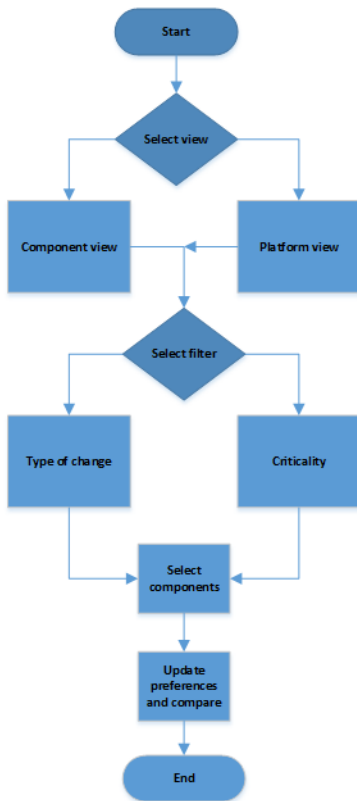 Start
Select view
Component view
Platform view
Select filter
Type of change
Criticality
Select
components
Update
preferences
and compare
End